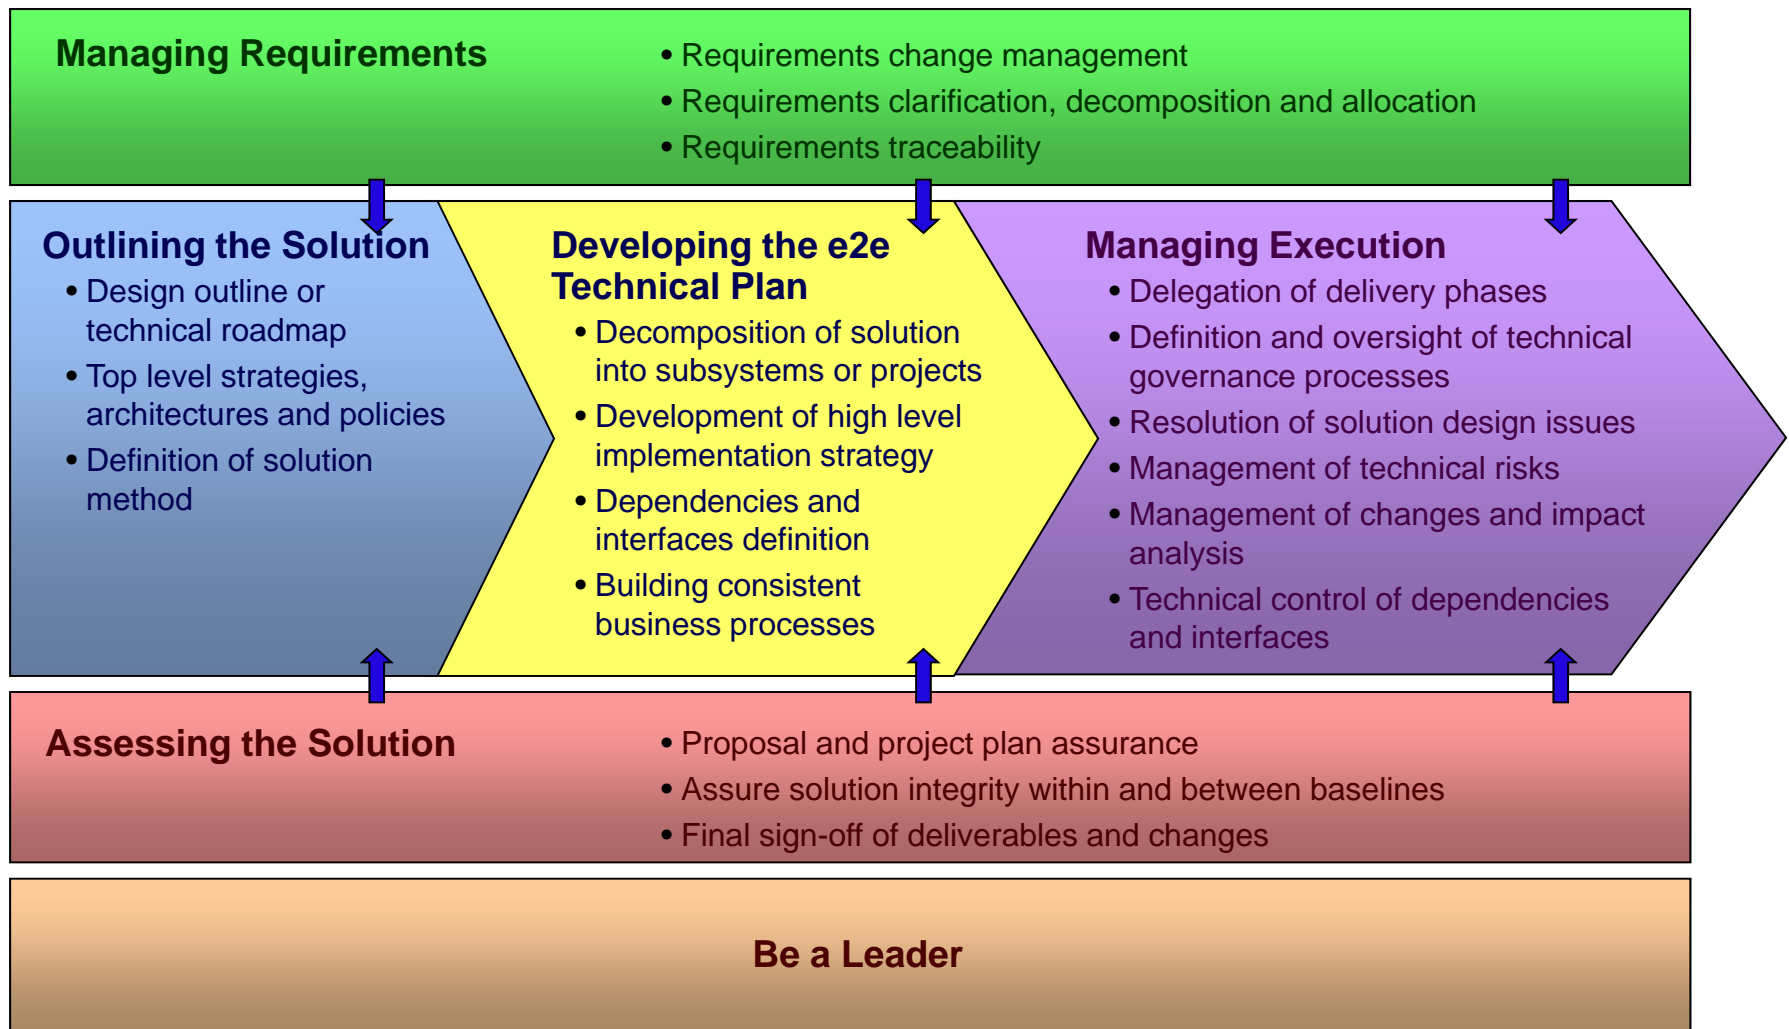 Managing Requirements
• Requirements change management
• Requirements clarification, decomposition and allocation
• Requirements traceability
Outlining the Solution
• Design outline or
technical roadmap
• Top level strategies,
architectures and policies
• Definition of solution
method
Developing the e2e
Technical Plan
• Decomposition of solution
into subsystems or projects
• Development of high level
implementation strategy
• Dependencies and
interfaces definition
• Building consistent
business processes
Managing Execution
• Delegation of delivery phases
• Definition and oversight of technical
governance processes
• Resolution of solution design issues
• Management of technical risks
• Management of changes and impact
analysis
• Technical control of dependencies
and interfaces
Assessing the Solution
• Proposal and project plan assurance
• Assure solution integrity within and between baselines
• Final sign-off of deliverables and changes
Be a Leader